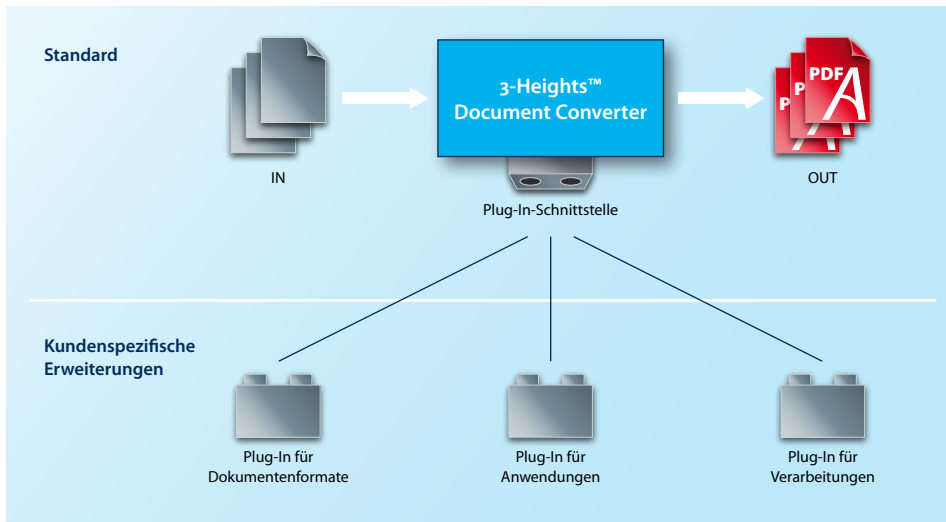 Standard
3-Heights™
Document Converter
PDF
P
P
IN
OUT
Plug-In-Schnittstelle
Kundenspezifische
Erweiterungen
Plug-In für
Dokumentenformate
Plug-In für
Anwendungen
Plug-In für
Verarbeitungen